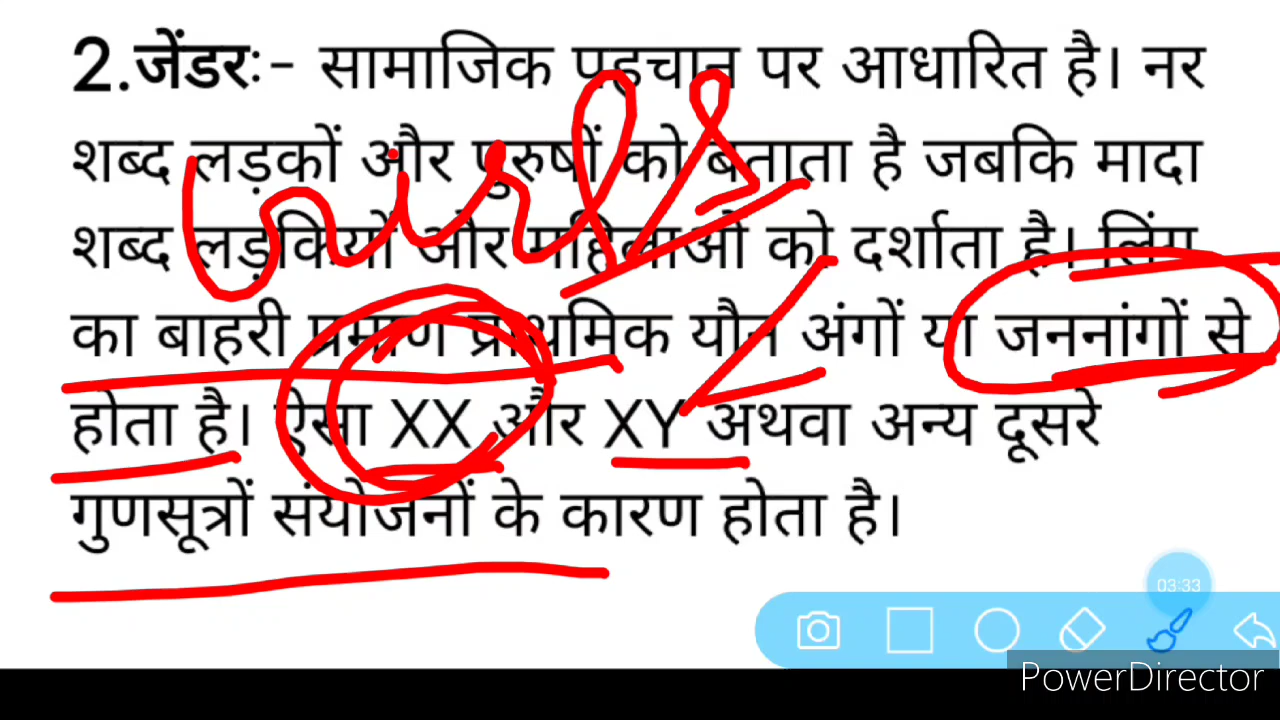 2.जेंडरः- सामाजिक पहचान पर आधारित है। नर
शब्द लड़कों और पुरुषों को बताता है जबकि मादा
शब्द लड़कियों और महिलाओं को दर्शाता है। लिंग
का बाहरी प्रमाण प्राथमिक यौन अंगों या जननांगों से
होता है। ऐसा XX और XY अथवा अन्य दूसरे
गुणसूत्रों संयोजनों के कारण होता है।
03:33
PowerDirector